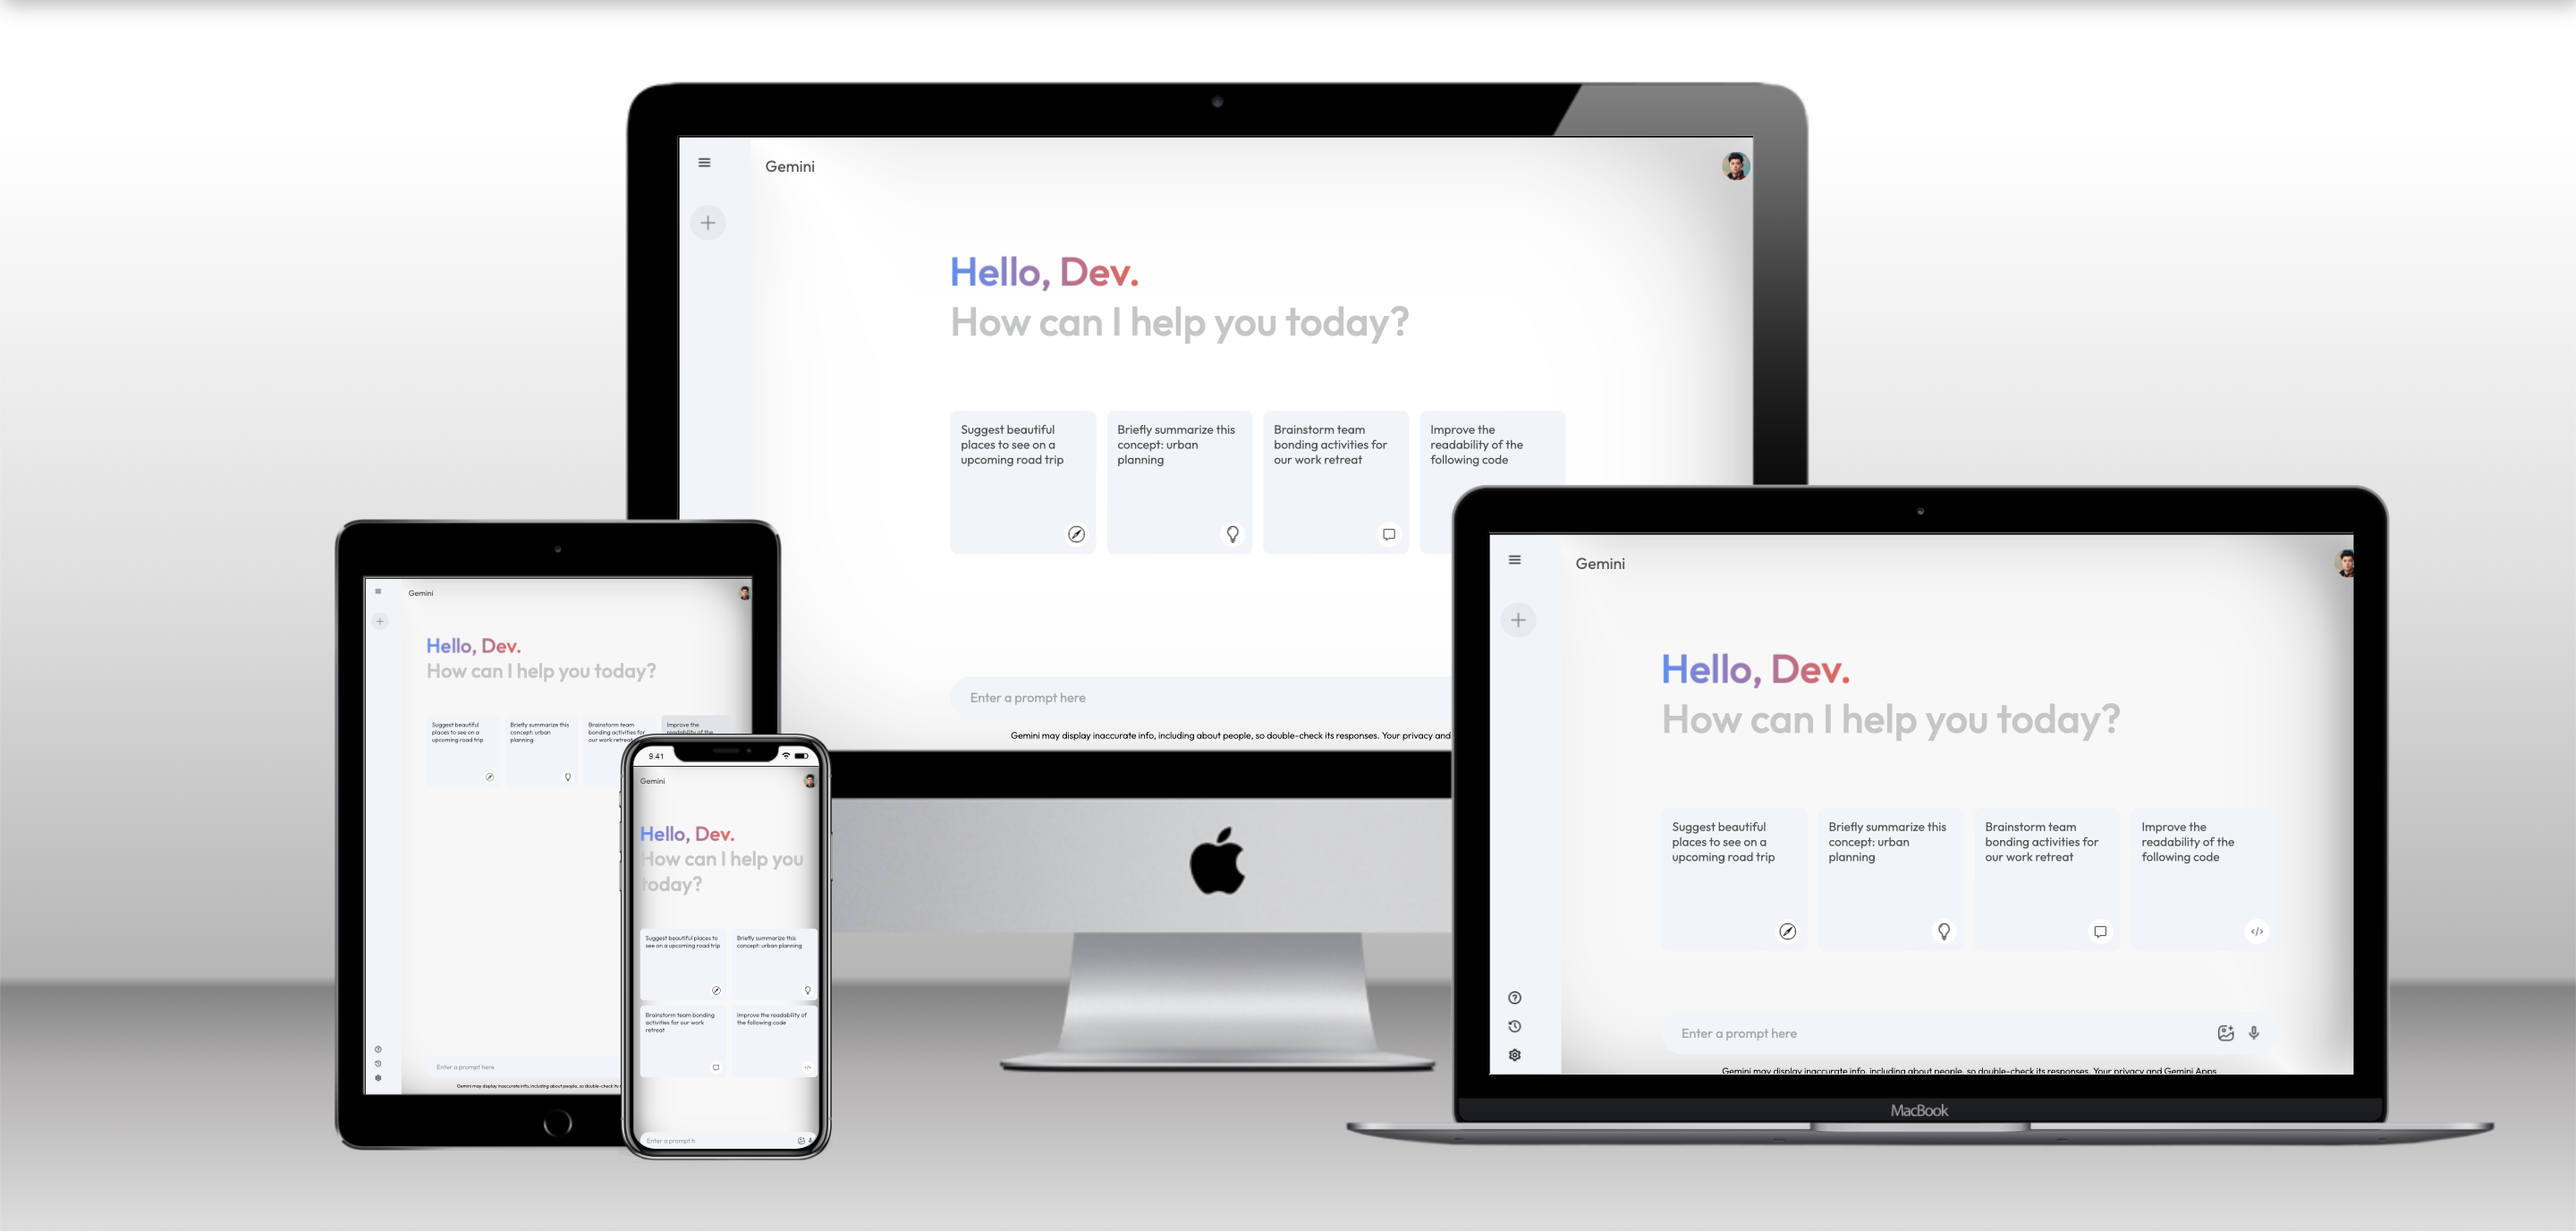 Gemini
Hello, Dev.
How can I help you today?
Suggest beautiful
places to see on a
upcoming road trip
Briefly summarize this
concept: urban
planning
Brainstorm team
bonding activities for
our work retreat
Improve the
readability of the
following code
Enter a prompt here
Gemini may display inaccurate info, including about people, so double-check its responses. Your privacy and
Gemini
Hello, Dev.
How can I help you today?
Suggest beautiful
places to see on a
upcoming road trip
Briefly summarize this
concept: urban
planning
Brainstorm team
bonding activities for
our work retreat
Improve the
readability of the
Enter a prompt here
Gemini may display inaccurate info, including about people, so double-check its
9:41
Gemini
Hello, Dev.
How can I help you
today?
Suggest beautiful places to
see on a upcoming road trip
Briefly summarize this
concept: urban planning
Brainstorm team bonding
activities for our work
retreat
Improve the readability of
the following code
Enter a prompt h
Gemini
Hello, Dev.
How can I help you today?
Suggest beautiful
places to see on a
upcoming road trip
Briefly summarize this
concept: urban
planning
Brainstorm team
bonding activities for
our work retreat
Improve the
readability of the
following code
</>
Enter a prompt here
Gemini may display inaccurate info, including about people, so double-check its responses. Your privacy and Gemini Apps
MacBook